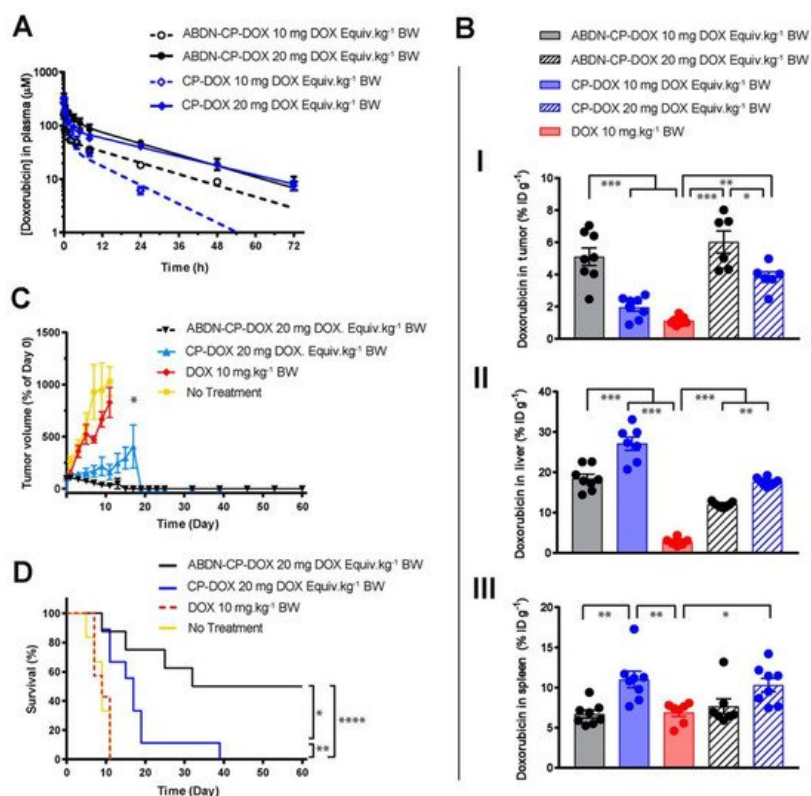 A
ABDN-CP-DOX 10 mg DOX Equiv.kg⁻¹ BW
ABDN-CP-DOX 20 mg DOX Equiv.kg⁻¹ BW
CP-DOX 10 mg DOX Equiv.kg⁻¹ BW
CP-DOX 20 mg DOX Equiv.kg⁻¹ BW
[Doxorubicin] in plasma (µM)
1000
100
10
1
0 12 24 36 48 60 72
Time (h)
C
ABDN-CP-DOX 20 mg DOX. Equiv.kg⁻¹ BW
CP-DOX 20 mg DOX. Equiv.kg⁻¹ BW
DOX 10 mg.kg⁻¹ BW
No Treatment
Tumor volume (% of Day 0)
1500
1000
500
0
*
0 10 20 30 40 50 60
Time (Day)
D
ABDN-CP-DOX 20 mg DOX Equiv.kg⁻¹ BW
CP-DOX 20 mg DOX Equiv.kg⁻¹ BW
DOX 10 mg.kg⁻¹ BW
No Treatment
Survival (%)
100
80
60
40
20
0
* ****
**
0 10 20 30 40 50 60
Time (Day)
B
ABDN-CP-DOX 10 mg DOX Equiv.kg⁻¹ BW
ABDN-CP-DOX 20 mg DOX Equiv.kg⁻¹ BW
CP-DOX 10 mg DOX Equiv.kg⁻¹ BW
CP-DOX 20 mg DOX Equiv.kg⁻¹ BW
DOX 10 mg.kg⁻¹ BW
I
Doxorubicin in tumor (% ID g⁻¹)
10
8
6
4
2
0
*** **
*** *
II
Doxorubicin in liver (% ID g⁻¹)
40
30
20
10
0
*** *** *** **
III
Doxorubicin in spleen (% ID g⁻¹)
20
15
10
5
0
** ** *